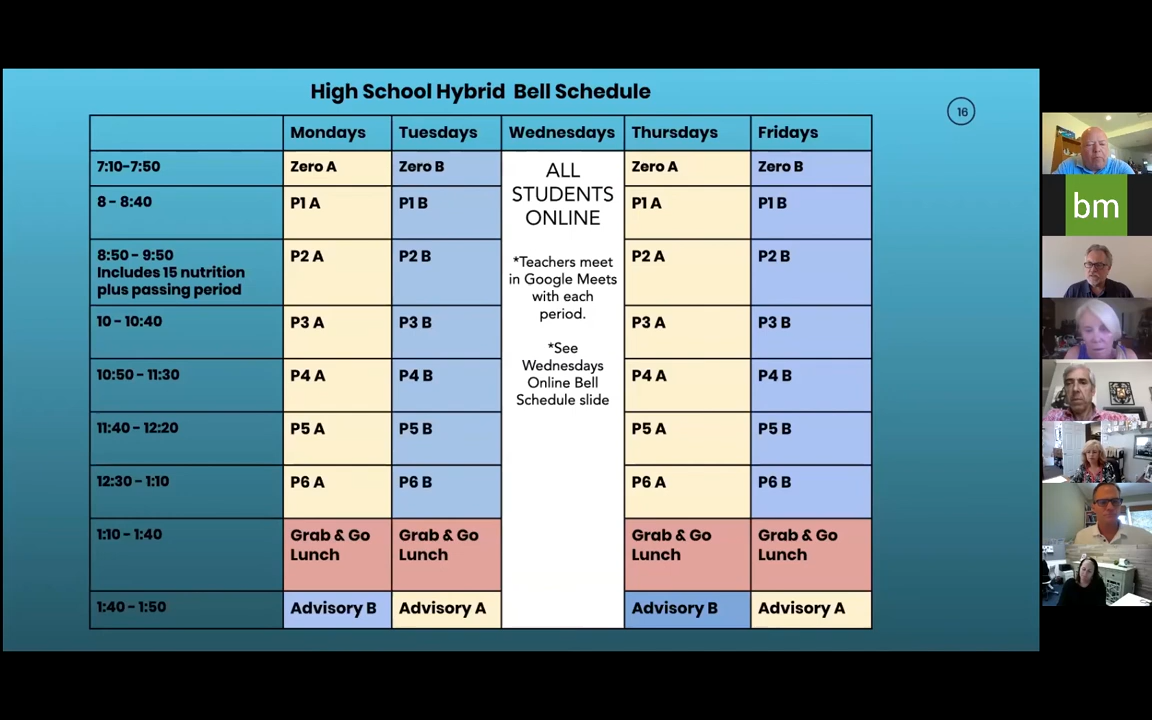 High School Hybrid Bell Schedule
16
Mondays Tuesdays Wednesdays Thursdays Fridays
7:10-7:50 Zero A Zero B Zero A Zero B
8 - 8:40 P1 A P1 B P1 A P1 B
8:50 - 9:50
Includes 15 nutrition
plus passing period
P2 A P2 B P2 A P2 B
10 - 10:40 P3 A P3 B P3 A P3 B
10:50 - 11:30 P4 A P4 B P4 A P4 B
11:40 - 12:20 P5 A P5 B P5 A P5 B
12:30 - 1:10 P6 A P6 B P6 A P6 B
1:10 - 1:40
Grab & Go
Lunch
Grab & Go
Lunch
Grab & Go
Lunch
Grab & Go
Lunch
1:40 - 1:50 Advisory B Advisory A Advisory B Advisory A
ALL
STUDENTS
ONLINE
*Teachers meet
in Google Meets
with each
period.
*See
Wednesdays
Online Bell
Schedule slide
bm